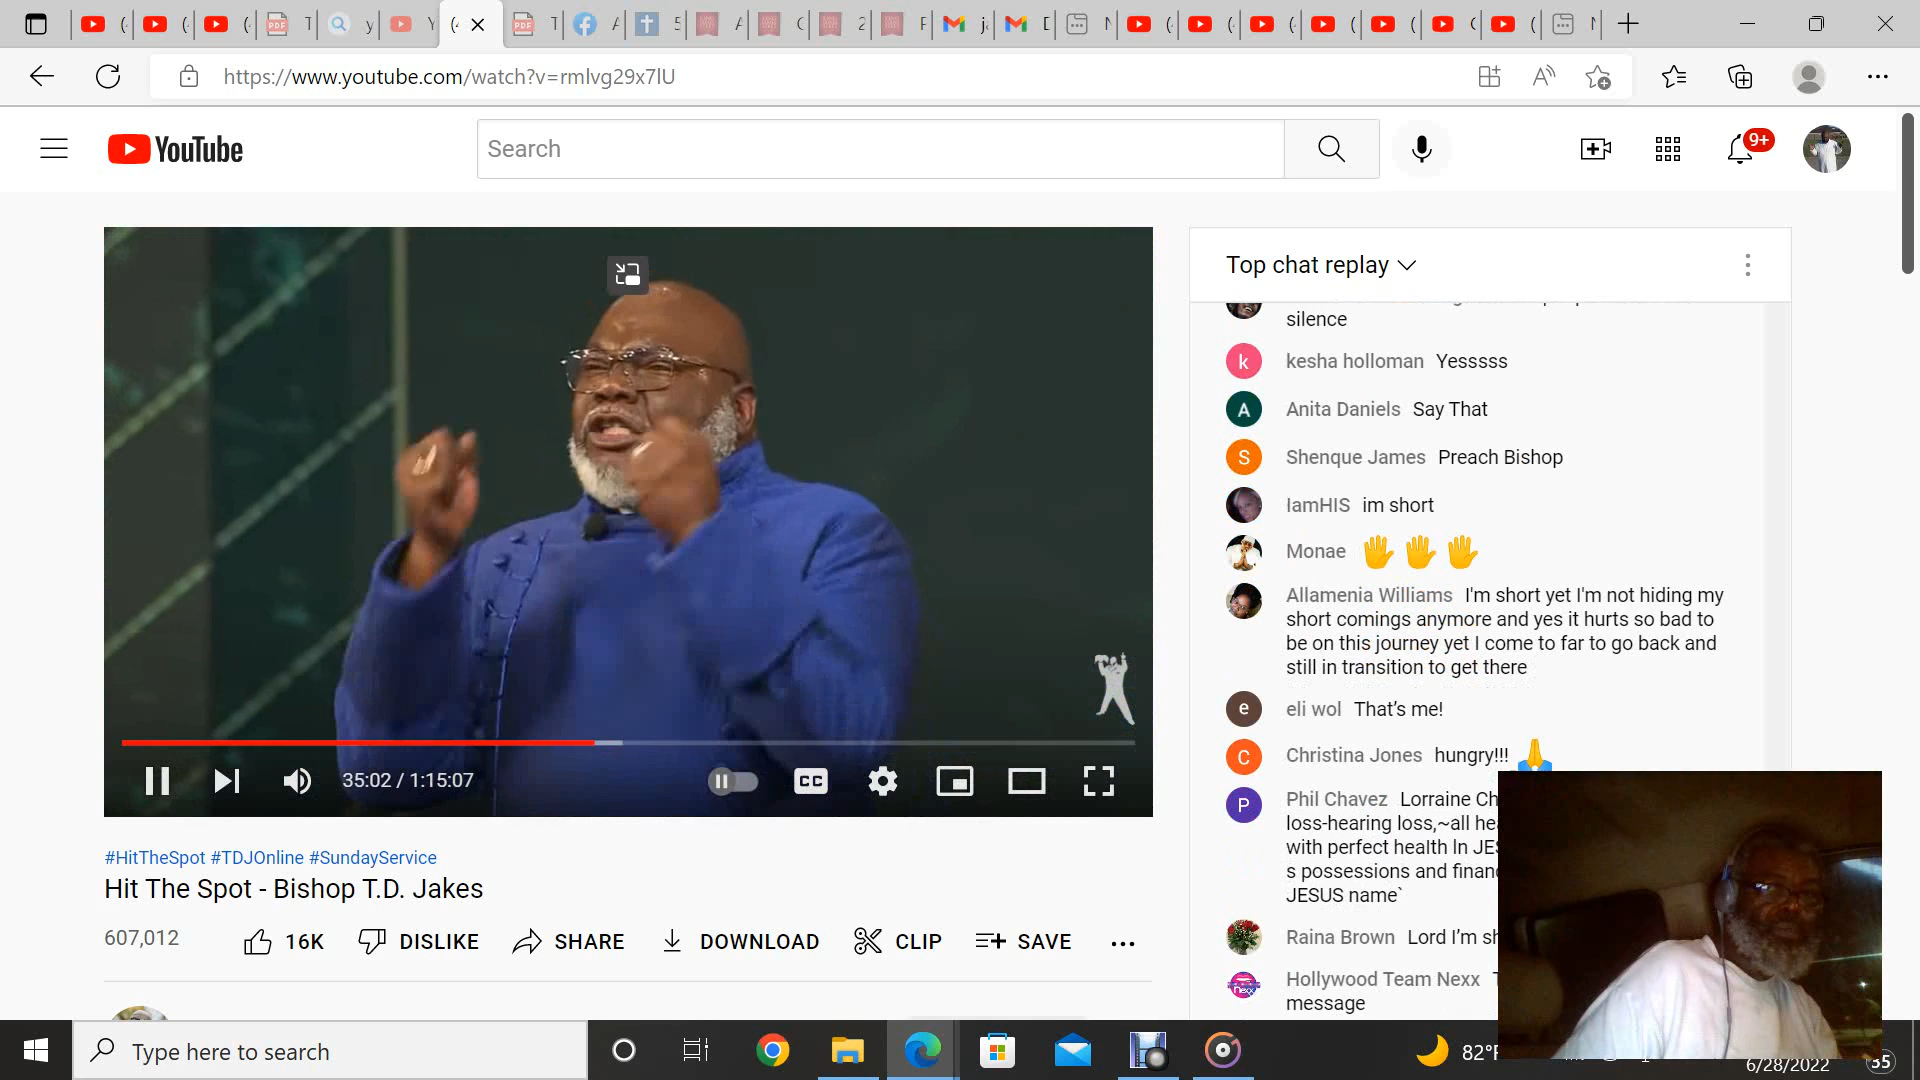 https://www.youtube.com/watch?v=rmlvg29x7lU
YouTube
Search
9+
Top chat replay
silence
kesha holloman Yesssss
Anita Daniels Say That
Shenque James Preach Bishop
IamHIS im short
Monae
Allamenia Williams I'm short yet I'm not hiding my
short comings anymore and yes it hurts so bad to
be on this journey yet I come to far to go back and
still in transition to get there
eli wol That's me!
Christina Jones hungry!!!
Phil Chavez Lorraine
loss-hearing loss,~all
with perfect health In
s possessions and
JESUS name`
Raina Brown Lord I'm
Hollywood Team Nexx
message
35:02 / 1:15:07
CC
#HitTheSpot #TDJOnline #SundayService
Hit The Spot - Bishop T.D. Jakes
607,012
16K
DISLIKE
SHARE
DOWNLOAD
CLIP
SAVE
Type here to search
82°F
6/28/2022
35